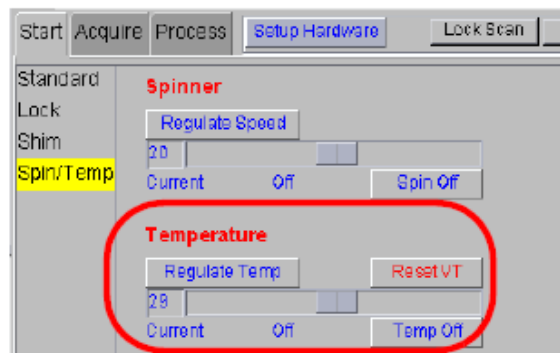 Start Acquire Process Setup Hardware Lock Scan
Standard
Lock
Shim
Spin/Temp
Spinner
Regulate Speed
20
Current Off Spin Off
Temperature
Regulate Temp Reset VT
28
Current Off Temp Off